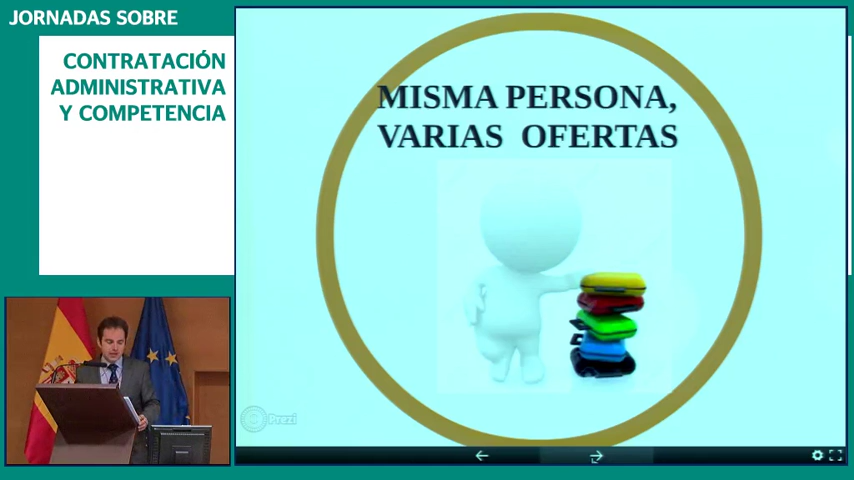 JORNADAS SOBRE
CONTRATACIÓN
ADMINISTRATIVA
Y COMPETENCIA
MISMA PERSONA,
VARIAS OFERTAS
Prezi